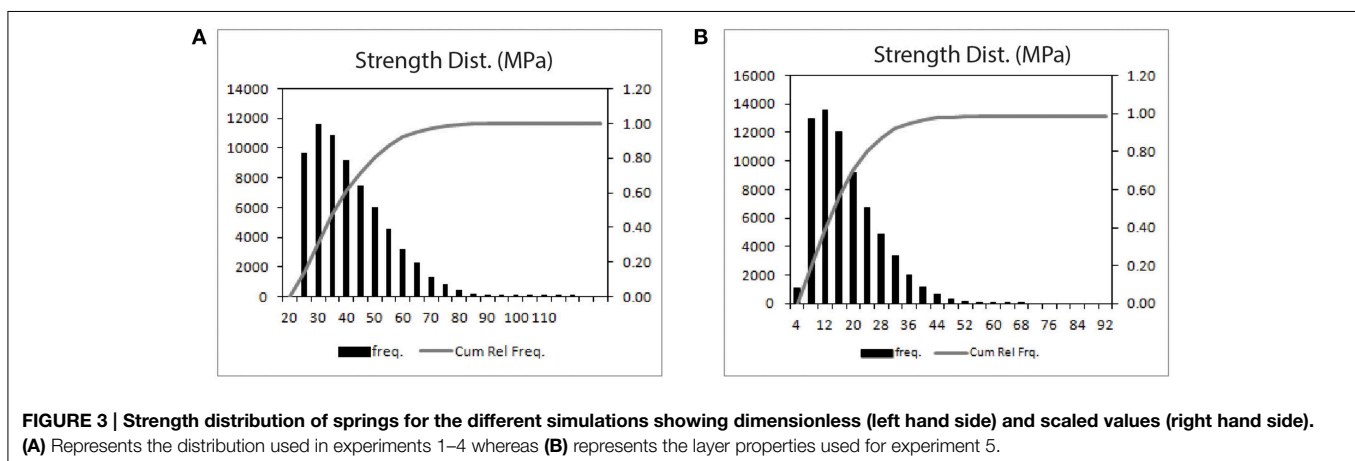 A
Strength Dist. (MPa)
14000 1.20
12000 1.00
10000 0.80
8000 0.60
6000 0.40
4000 0.20
2000 0.00
0
20 30 40 50 60 70 80 90 100 110
freq. Cum Rel Freq.
B
Strength Dist. (MPa)
16000 1.20
14000 1.00
12000 0.80
10000 0.60
8000 0.40
6000 0.20
4000 0.00
2000
0
4 12 20 28 36 44 52 60 68 76 84 92
freq. Cum Rel Frq.
FIGURE 3 | Strength distribution of springs for the different simulations showing dimensionless (left hand side) and scaled values (right hand side).
(A) Represents the distribution used in experiments 1–4 whereas (B) represents the layer properties used for experiment 5.